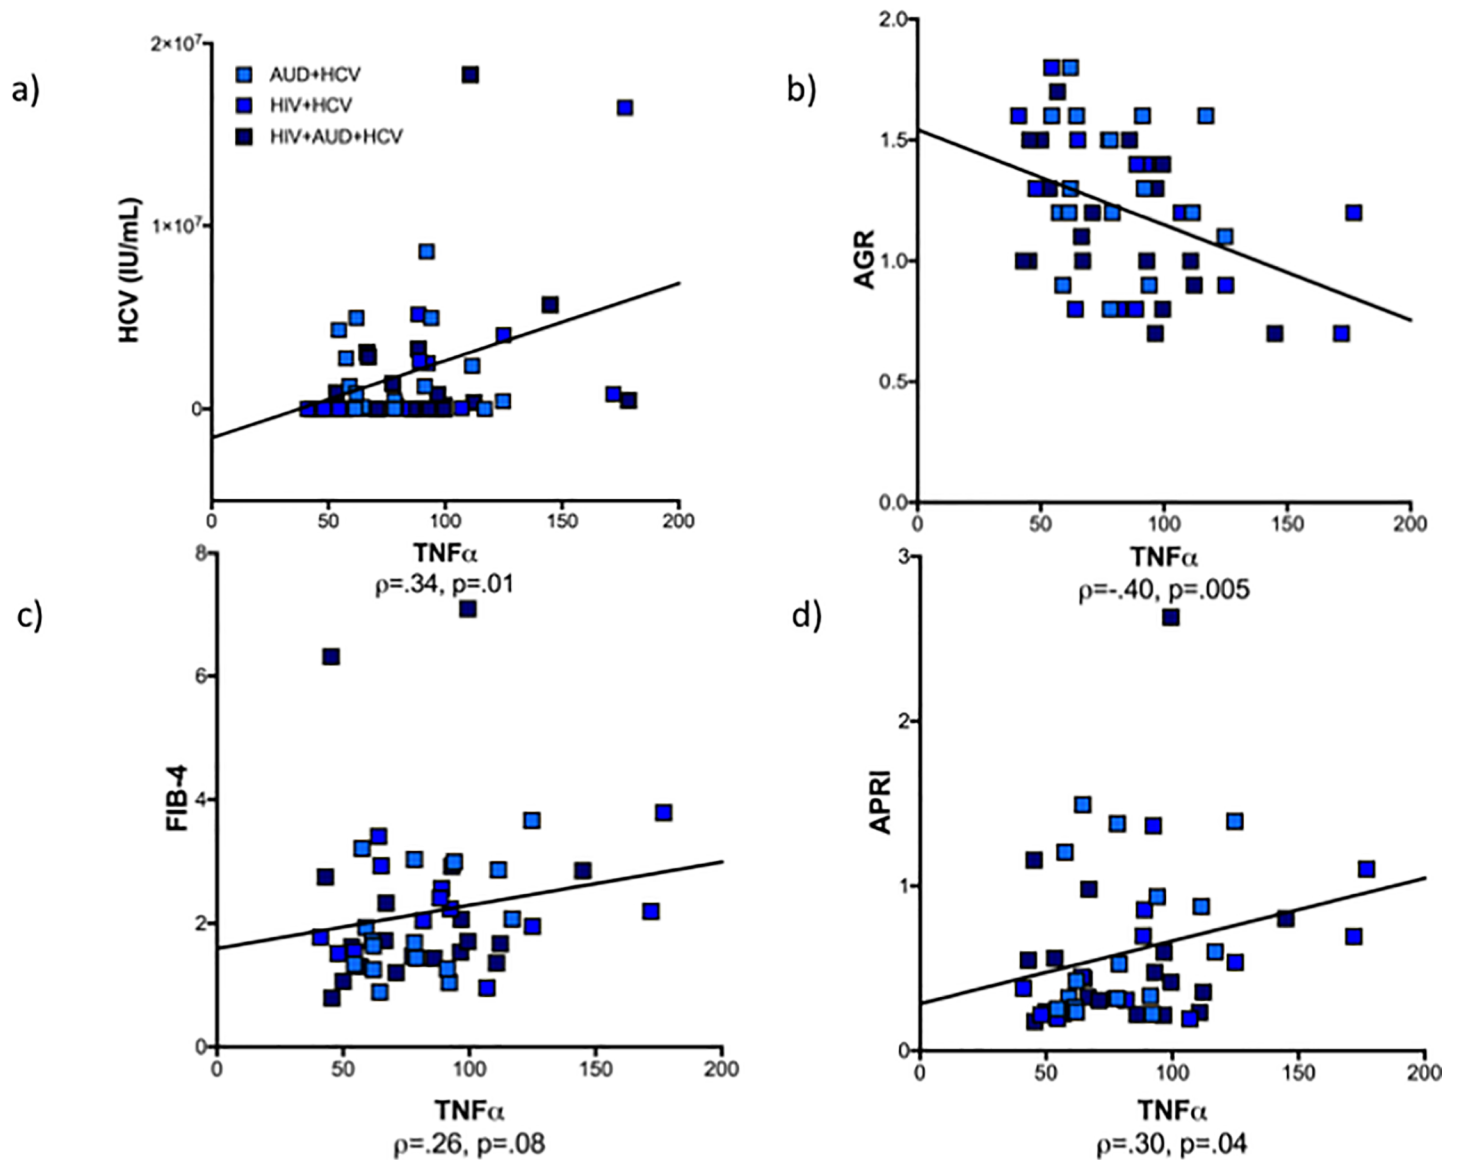 a)
2×10⁷
1×10⁷
0
HCV (IU/mL)
AUD+HCV
HIV+HCV
HIV+AUD+HCV
0 50 100 150 200
TNFα
ρ=.34, p=.01
b)
2.0
1.5
1.0
0.5
0.0
AGR
0 50 100 150 200
TNFα
ρ=-.40, p=.005
c)
8
6
4
2
0
FIB-4
0 50 100 150 200
TNFα
ρ=.26, p=.08
d)
3
2
1
0
APRI
0 50 100 150 200
TNFα
ρ=.30, p=.04